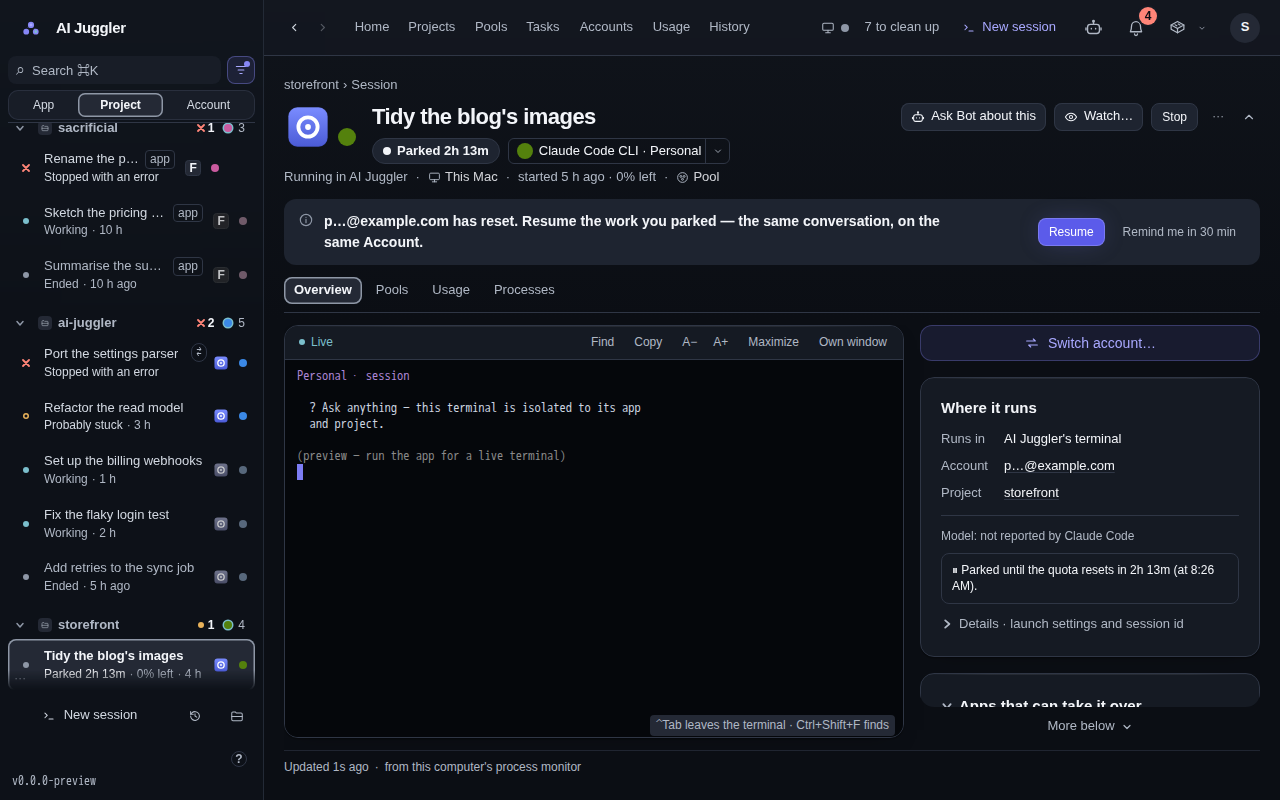 AI Juggler
Search ⌘K
App Project Account
sacrificial 1 3
Rename the p… app
Stopped with an error F
Sketch the pricing … app
Working · 10 h F
Summarise the su… app
Ended · 10 h ago F
ai-juggler 2 5
Port the settings parser
Stopped with an error
Refactor the read model
Probably stuck · 3 h
Set up the billing webhooks
Working · 1 h
Fix the flaky login test
Working · 2 h
Add retries to the sync job
Ended · 5 h ago
storefront 1 4
Tidy the blog's images
Parked 2h 13m · 0% left · 4 h
…
New session
?
v0.0.0-preview
Home Projects Pools Tasks Accounts Usage History
7 to clean up
New session
4
S
storefront › Session
Tidy the blog's images
Parked 2h 13m
Claude Code CLI · Personal
Ask Bot about this Watch… Stop …
Running in AI Juggler · This Mac · started 5 h ago · 0% left · Pool
p…@example.com has reset. Resume the work you parked — the same conversation, on the
same Account.
Resume Remind me in 30 min
Overview Pools Usage Processes
Live Find Copy A− A+ Maximize Own window
Personal · session
? Ask anything — this terminal is isolated to its app
and project.
(preview — run the app for a live terminal)
^Tab leaves the terminal · Ctrl+Shift+F finds
Switch account…
Where it runs
Runs in AI Juggler's terminal
Account p…@example.com
Project storefront
Model: not reported by Claude Code
Parked until the quota resets in 2h 13m (at 8:26
AM).
Details · launch settings and session id
Apps that can take it over
More below
Updated 1s ago · from this computer's process monitor